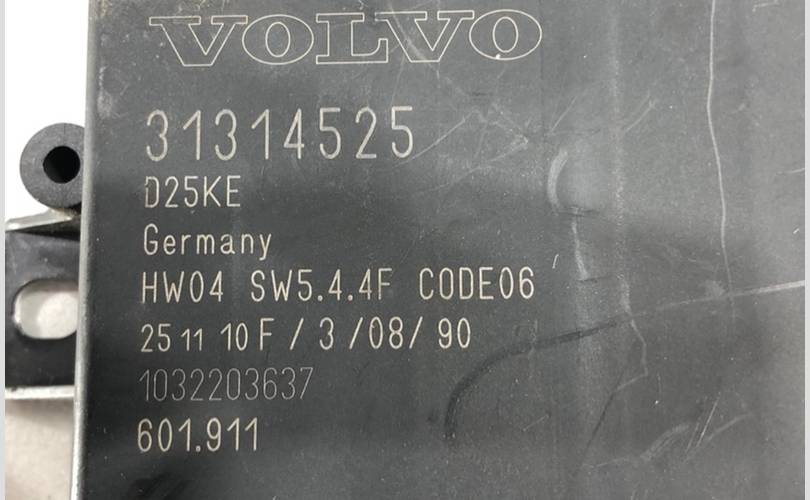 VOLVO
31314525
D25KE
Germany
HW04 SW5.4.4F CODE06
25 11 10 F / 3 /08/ 90
1032203637
601.911